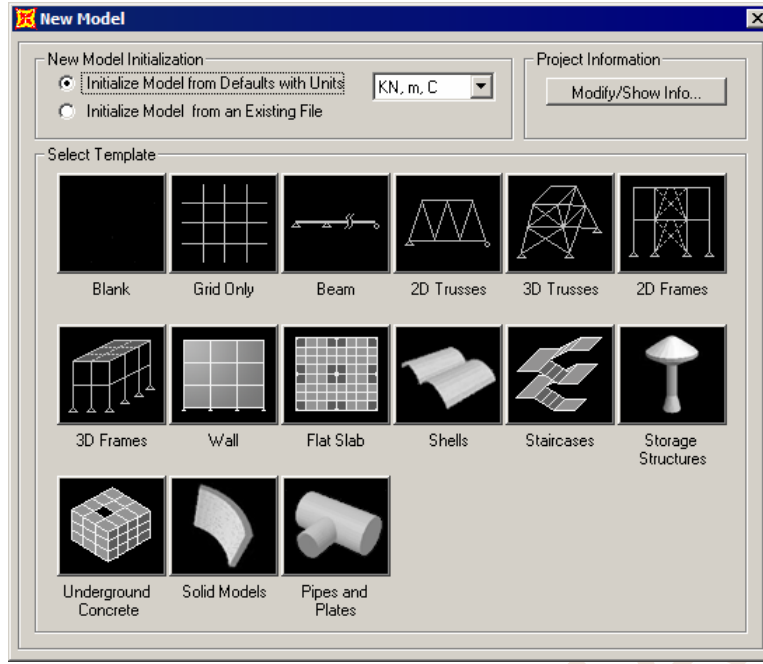 New Model
New Model Initialization
Initialize Model from Defaults with Units
KN, m, C
Initialize Model from an Existing File
Project Information
Modify/Show Info...
Select Template
Blank
Grid Only
Beam
2D Trusses
3D Trusses
2D Frames
3D Frames
Wall
Flat Slab
Shells
Staircases
Storage
Structures
Underground
Concrete
Solid Models
Pipes and
Plates